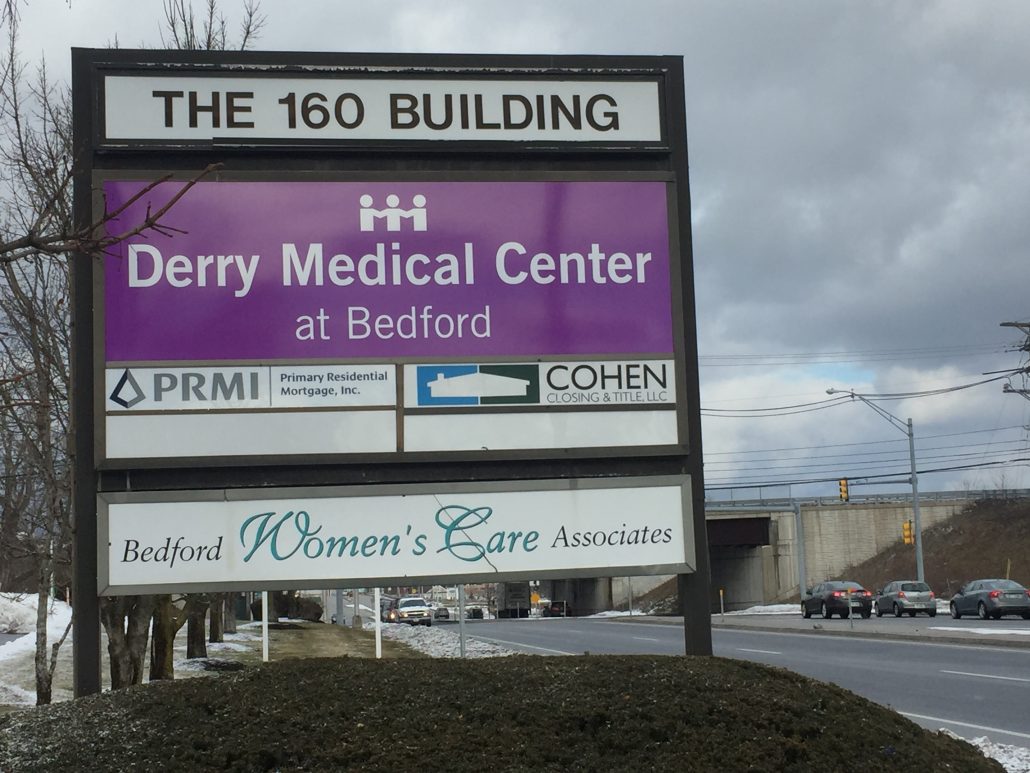 THE 160 BUILDING
Derry Medical Center
at Bedford
PRMI
Primary Residential
Mortgage, Inc.
COHEN
CLOSING & TITLE, LLC
Bedford Women's Care Associates